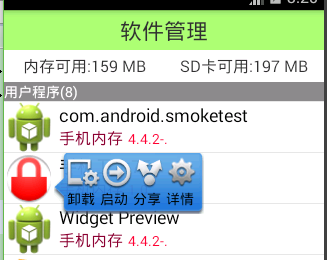 软件管理
内存可用:159 MB SD卡可用:197 MB
用户程序(8)
com.android.smoketest
手机内存 4.4.2-.
卸载 启动 分享 详情
Widget Preview
手机内存 4.4.2-.